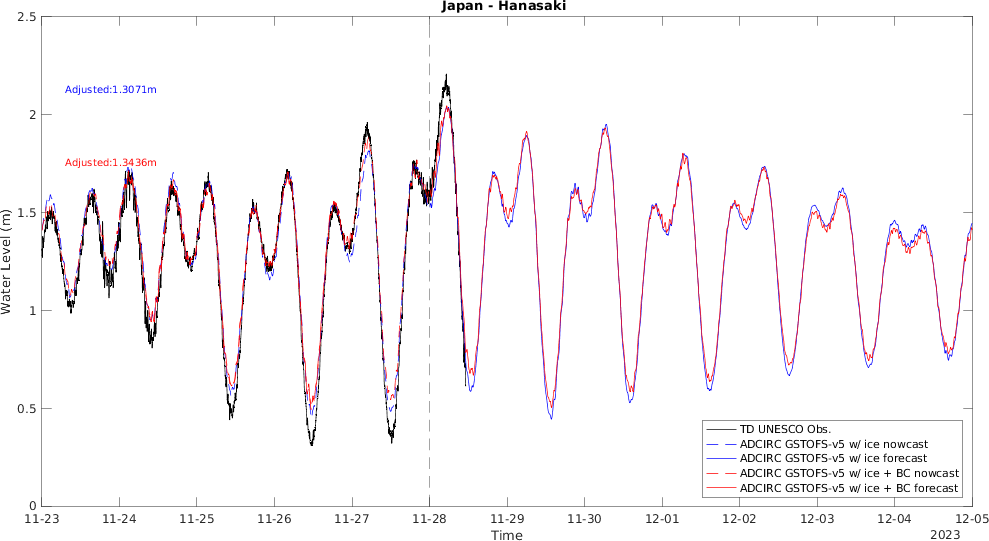 Japan - Hanasaki
2.5
2
1.5
1
0.5
0
Water Level (m)
Adjusted:1.3071m
Adjusted:1.3436m
TD UNESCO Obs.
ADCIRC GSTOFS-v5 w/ ice nowcast
ADCIRC GSTOFS-v5 w/ ice forecast
ADCIRC GSTOFS-v5 w/ ice + BC nowcast
ADCIRC GSTOFS-v5 w/ ice + BC forecast
11-23 11-24 11-25 11-26 11-27 11-28 11-29 11-30 12-01 12-02 12-03 12-04 12-05
Time
2023